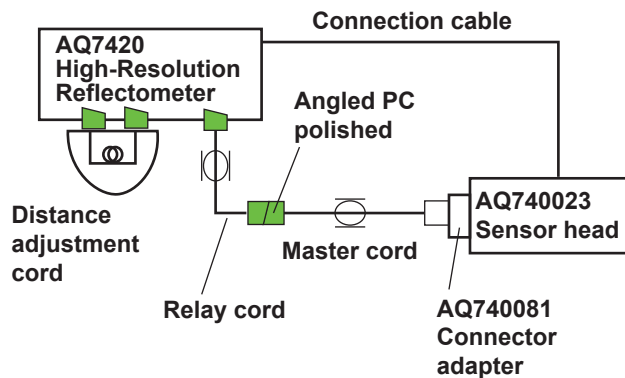 Connection cable
AQ7420
High-Resolution
Reflectometer
Angled PC
polished
AQ740023
Sensor head
Distance
adjustment
cord
Master cord
Relay cord
AQ740081
Connector
adapter